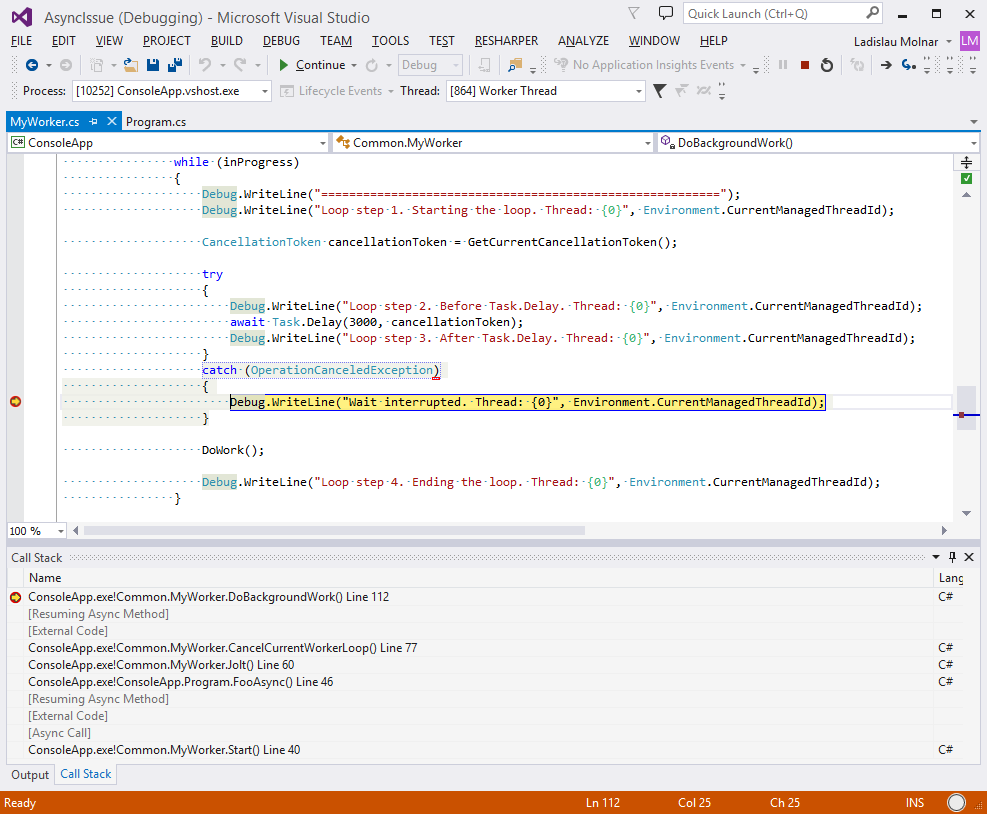 AsyncIssue (Debugging) - Microsoft Visual Studio
Quick Launch (Ctrl+Q)
FILE EDIT VIEW PROJECT BUILD DEBUG TEAM TOOLS TEST RESHARPER ANALYZE WINDOW HELP Ladislau Molnar LM
Continue Debug No Application Insights Events
Process: [10252] ConsoleApp.vshost.exe Lifecycle Events Thread: [864] Worker Thread
MyWorker.cs Program.cs
C# ConsoleApp Common.MyWorker DoBackgroundWork()
while (inProgress)
{
Debug.WriteLine("=========================================================");
Debug.WriteLine("Loop step 1. Starting the loop. Thread: {0}", Environment.CurrentManagedThreadId);
CancellationToken cancellationToken = GetCurrentCancellationToken();
try
{
Debug.WriteLine("Loop step 2. Before Task.Delay. Thread: {0}", Environment.CurrentManagedThreadId);
await Task.Delay(3000, cancellationToken);
Debug.WriteLine("Loop step 3. After Task.Delay. Thread: {0}", Environment.CurrentManagedThreadId);
}
catch (OperationCanceledException)
{
Debug.WriteLine("Wait interrupted. Thread: {0}", Environment.CurrentManagedThreadId);
}
DoWork();
Debug.WriteLine("Loop step 4. Ending the loop. Thread: {0}", Environment.CurrentManagedThreadId);
}
100 %
Call Stack
Name Lang
ConsoleApp.exe!Common.MyWorker.DoBackgroundWork() Line 112 C#
[Resuming Async Method]
[External Code]
ConsoleApp.exe!Common.MyWorker.CancelCurrentWorkerLoop() Line 77 C#
ConsoleApp.exe!Common.MyWorker.Jolt() Line 60 C#
ConsoleApp.exe!ConsoleApp.Program.FooAsync() Line 46 C#
[Resuming Async Method]
[External Code]
[Async Call]
ConsoleApp.exe!Common.MyWorker.Start() Line 40 C#
Output Call Stack
Ready Ln 112 Col 25 Ch 25 INS